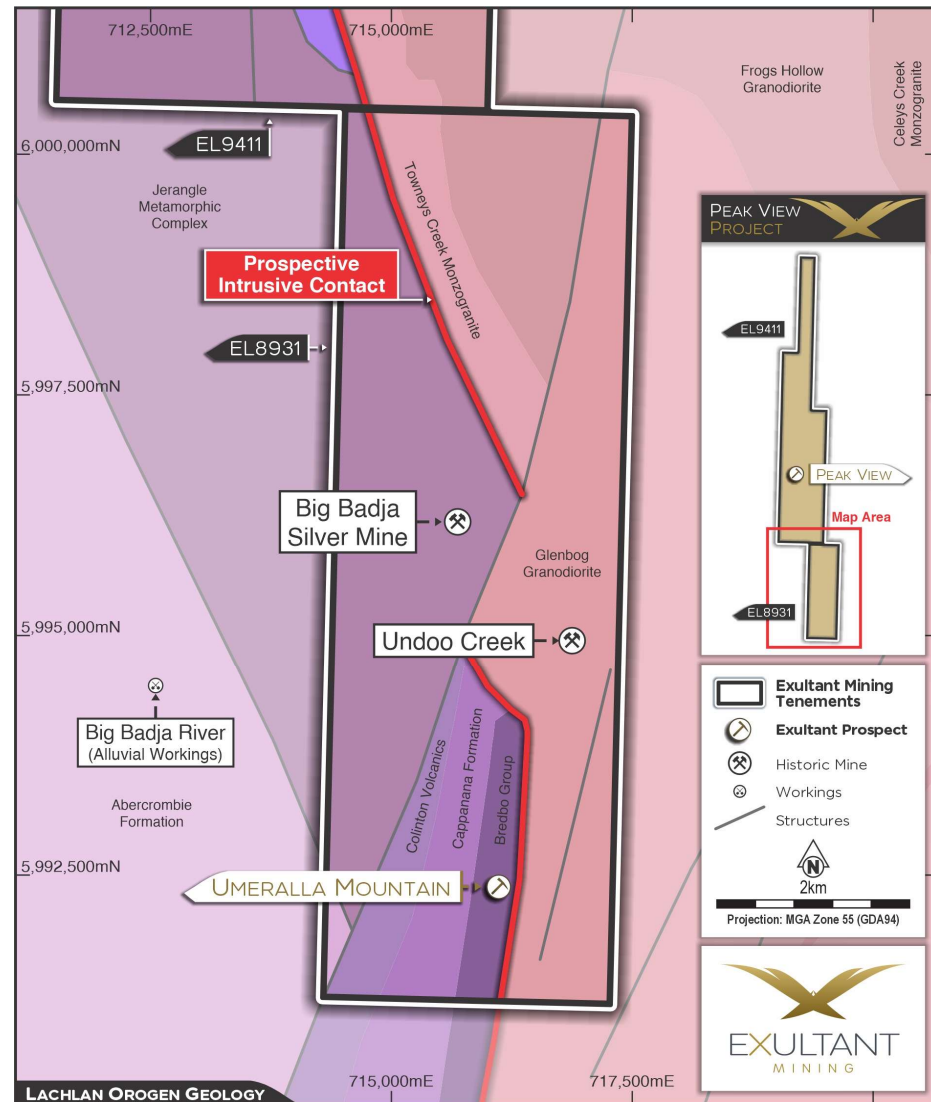 712,500mE
715,000mE
Frogs Hollow
Granodiorite
Celeys Creek
Monzogranite
6,000,000mN
EL9411
Jerangle
Metamorphic
Complex
Towneys Creek Monzogranite
Prospective
Intrusive Contact
EL8931
5,997,500mN
Big Badja
Silver Mine
Glenbog
Granodiorite
5,995,000mN
Undoo Creek
Big Badja River
(Alluvial Workings)
Abercrombie
Formation
Colinton Volcanics
Cappanana Formation
Bredbo Group
5,992,500mN
UMERALLA MOUNTAIN
715,000mE
717,500mE
LACHLAN OROGEN GEOLOGY
PEAK VIEW
PROJECT
EL9411
PEAK VIEW
Map Area
EL8931
Exultant Mining
Tenements
Exultant Prospect
Historic Mine
Workings
Structures
N
2km
Projection: MGA Zone 55 (GDA94)
EXULTANT
MINING